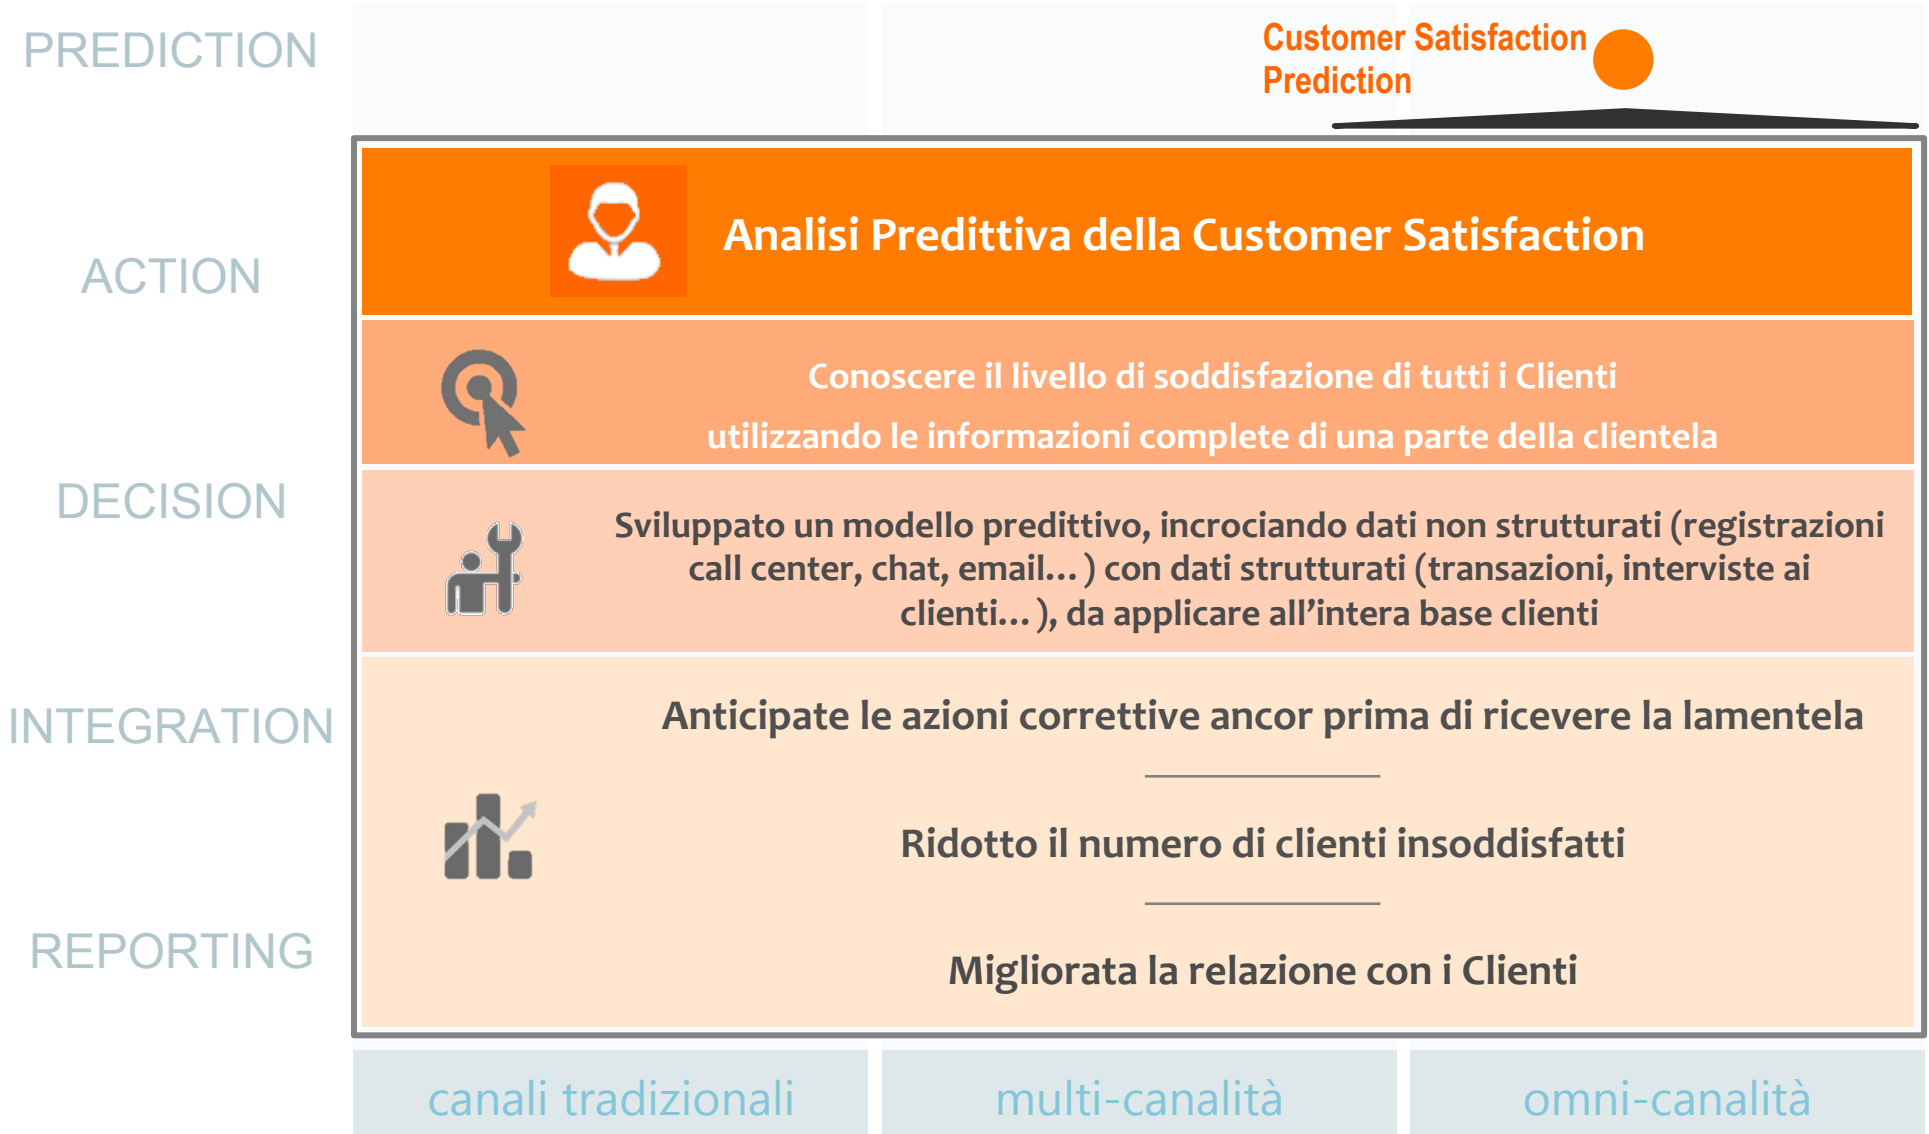 PREDICTION
Customer Satisfaction
Prediction
ACTION
Analisi Predittiva della Customer Satisfaction
Conoscere il livello di soddisfazione di tutti i Clienti
utilizzando le informazioni complete di una parte della clientela
DECISION
Sviluppato un modello predittivo, incrociando dati non strutturati (registrazioni
call center, chat, email...) con dati strutturati (transazioni, interviste ai
clienti...), da applicare all’intera base clienti
INTEGRATION
Anticipate le azioni correttive ancor prima di ricevere la lamentela
Ridotto il numero di clienti insoddisfatti
REPORTING
Migliorata la relazione con i Clienti
canali tradizionali
multi-canalità
omni-canalità